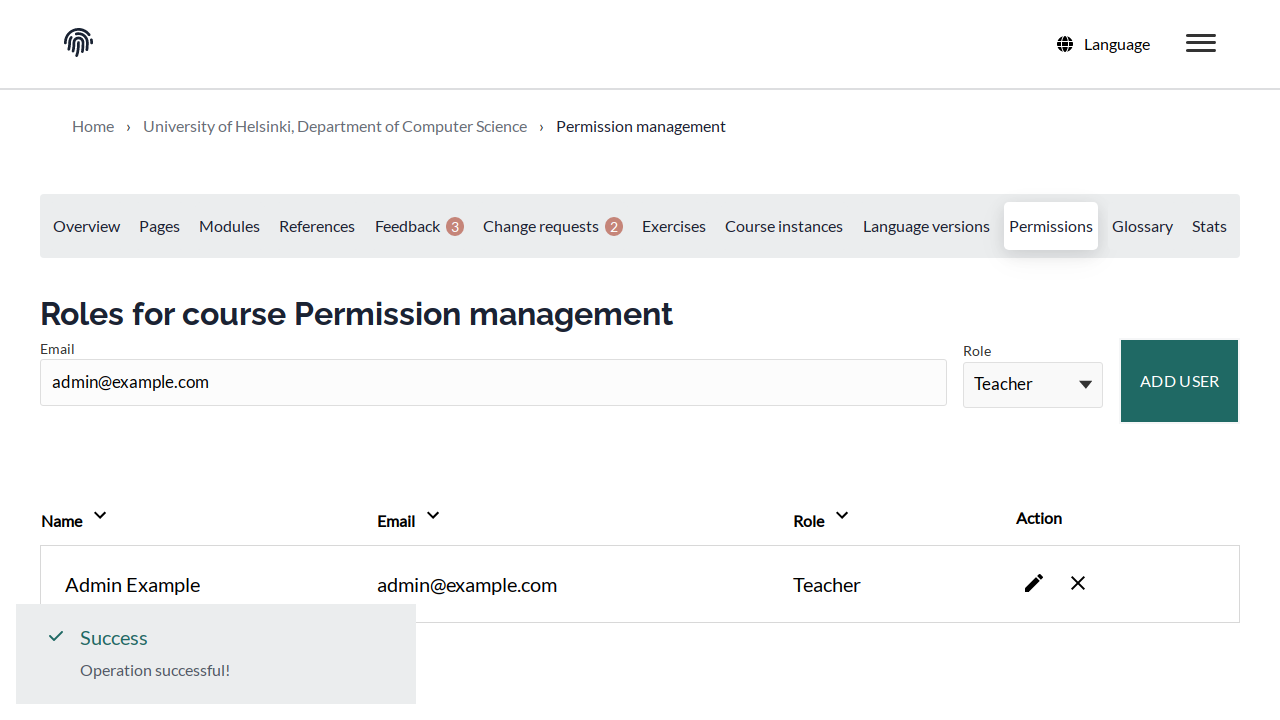 Language
Home › University of Helsinki, Department of Computer Science › Permission management
Overview Pages Modules References Feedback 3 Change requests 2 Exercises Course instances Language versions Permissions Glossary Stats
Roles for course Permission management
Email
admin@example.com
Role
Teacher
ADD USER
Name Email Role Action
Admin Example admin@example.com Teacher
Success
Operation successful!